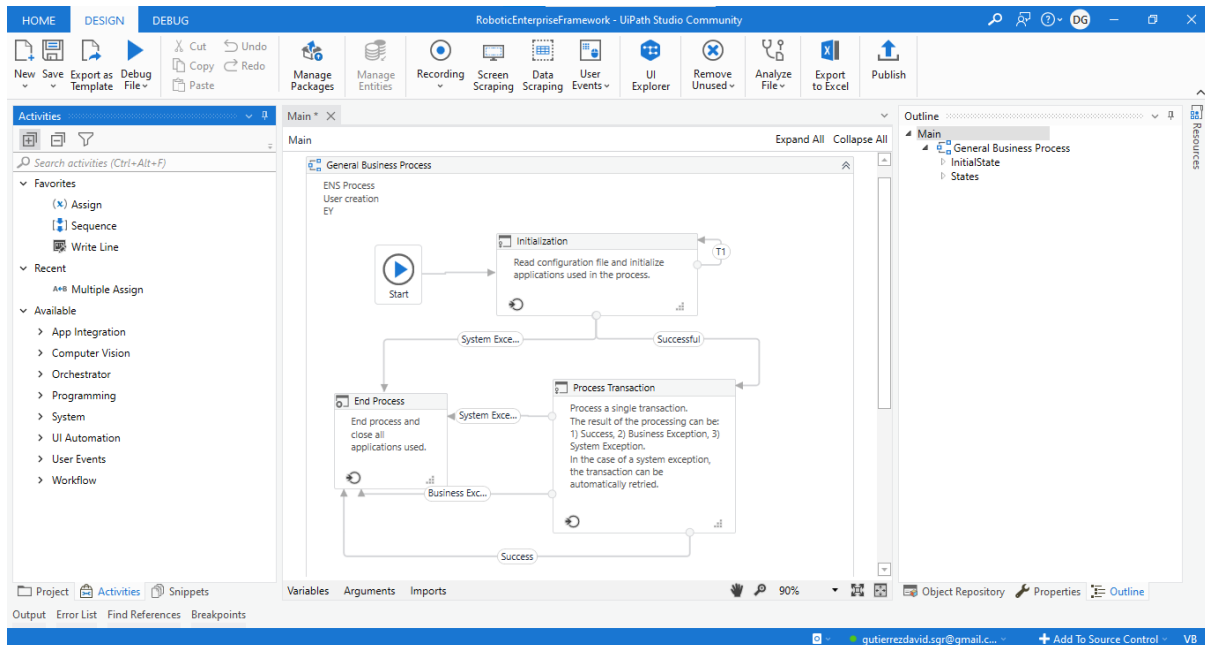 HOME DESIGN DEBUG RoboticEnterpriseFramework - UiPath Studio Community DG
New Save Export as Template Debug File Cut Copy Paste Undo Redo Manage Packages Manage Entities Recording Screen Scraping Data Scraping User Events UI Explorer Remove Unused Analyze File Export to Excel Publish
Activities
Search activities (Ctrl+Alt+F)
Favorites
(x) Assign
Sequence
Write Line
Recent
A+B Multiple Assign
Available
App Integration
Computer Vision
Orchestrator
Programming
System
UI Automation
User Events
Workflow
Project Activities Snippets
Main *
Main Expand All Collapse All
General Business Process
ENS Process
User creation
EY
Start
Initialization
Read configuration file and initialize
applications used in the process.
T1
System Exce...
Successful
End Process
End process and
close all
applications used.
System Exce...
Business Exc...
Process Transaction
Process a single transaction.
The result of the processing can be:
1) Success, 2) Business Exception, 3)
System Exception.
In the case of a system exception,
the transaction can be
automatically retried.
Success
Variables Arguments Imports 90%
Outline
Main
General Business Process
InitialState
States
Resources
Object Repository Properties Outline
Output Error List Find References Breakpoints
gutierrezdavid.sgr@gmail.c... Add To Source Control VB